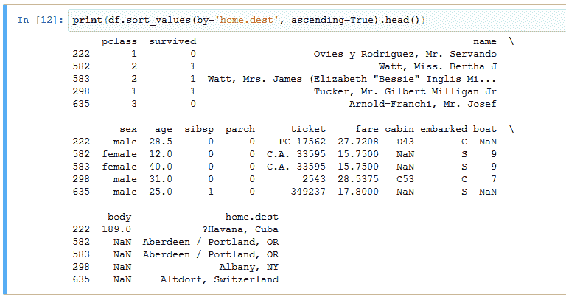 In [12]: print(df.sort_values(by='home.dest', ascending=True).head())
pclass survived name \
222 1 0 Ovies y Rodriguez, Mr. Servando
582 2 1 Watt, Miss. Bertha J
583 2 1 Watt, Mrs. James (Elizabeth "Bessie" Inglis Mi...
298 1 1 Tucker, Mr. Gilbert Milligan Jr
635 3 0 Arnold-Franchi, Mr. Josef
sex age sibsp parch ticket fare cabin embarked boat \
222 male 28.5 0 0 PC 17562 27.7208 D43 C NaN
582 female 12.0 0 0 C.A. 33595 15.7500 NaN S 9
583 female 40.0 0 0 C.A. 33595 15.7500 NaN S 9
298 male 31.0 0 0 2543 28.5375 C53 C 7
635 male 25.0 1 0 349237 17.8000 NaN S NaN
body home.dest
222 189.0 ?Havana, Cuba
582 NaN Aberdeen / Portland, OR
583 NaN Aberdeen / Portland, OR
298 NaN Albany, NY
635 NaN Altdorf, Switzerland